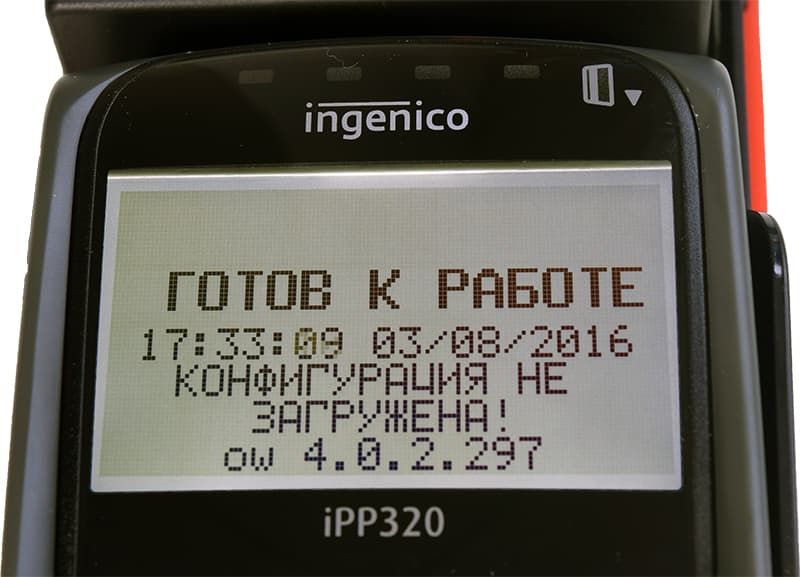 ingenico
ГОТОВ К РАБОТЕ
17:33:09 03/08/2016
КОНФИГУРАЦИЯ НЕ
ЗАГРУЖЕНА!
ow 4.0.2.297
iPP320